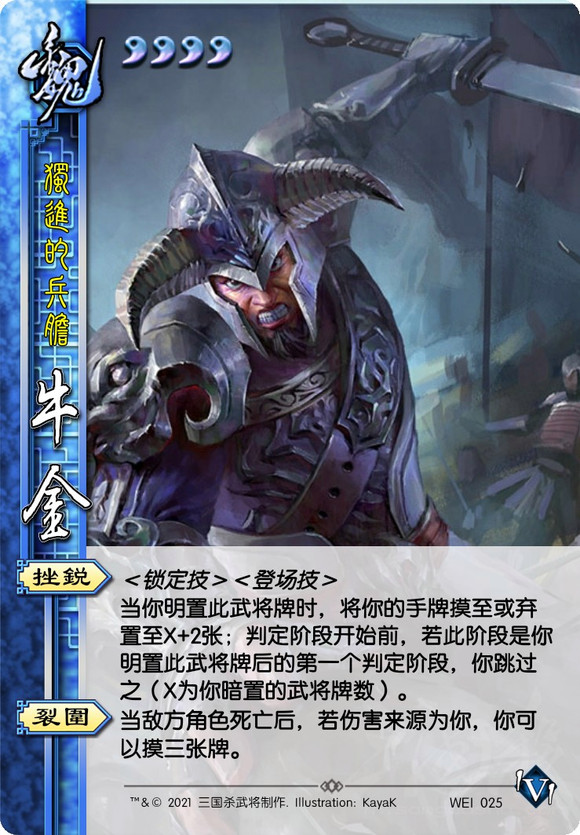 魏
獨進的兵膽
牛金
挫鋭
＜锁定技＞＜登场技＞
当你明置此武将牌时，将你的手牌摸至或弃
置至X+2张；判定阶段开始前，若此阶段是你
明置此武将牌后的第一个判定阶段，你跳过
之（X为你暗置的武将牌数）。
裂圍
当敌方角色死亡后，若伤害来源为你，你可
以摸三张牌。
™&© 2021 三国杀武将制作. Illustration: KayaK
WEI 025
V